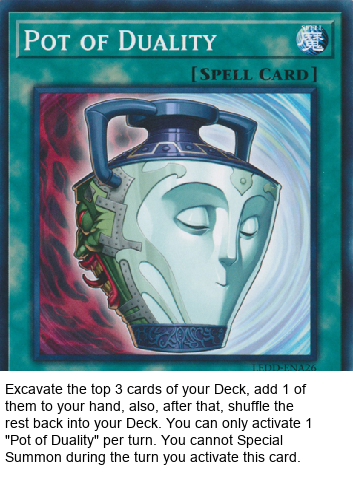 POT OF DUALITY
[SPELL CARD]
Excavate the top 3 cards of your Deck, add 1 of
them to your hand, also, after that, shuffle the
rest back into your Deck. You can only activate 1
"Pot of Duality" per turn. You cannot Special
Summon during the turn you activate this card.